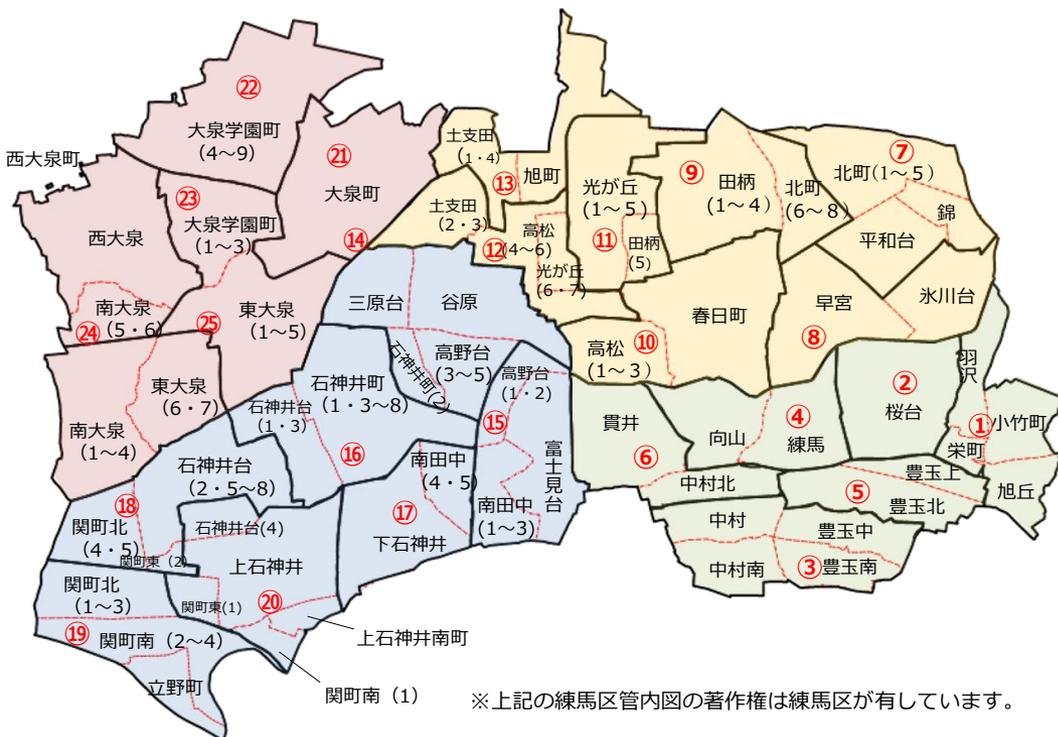 ㉒
大泉学園町
(4～9)
西大泉町
㉑
大泉町
土支田
(1・4)
⑬
旭町
光が丘
(1～5)
⑨
田柄
(1～4)
北町
(6～8)
⑦
北町(1～5)
錦
平和台
氷川台
㉓
大泉学園町
(1～3)
西大泉
⑭
土支田
(2・3)
⑫
高松
(4～6)
光が丘
(6・7)
⑪
田柄
(5)
春日町
早宮
⑧
南大泉
(5・6)
㉔
㉕
東大泉
(1～5)
三原台
谷原
高松
(1～3)
⑩
羽沢
②
桜台
①
小竹町
栄町
旭丘
東大泉
(6・7)
南大泉
(1～4)
石神井町
(1・3～8)
石神井町(2)
高野台
(3～5)
高野台
(1・2)
⑮
富士見台
貫井
⑥
向山
④
練馬
石神井台
(1・3)
⑯
南田中
(4・5)
南田中
(1～3)
中村北
豊玉上
⑤
豊玉北
石神井台
(2・5～8)
⑱
関町北
(4・5)
関町東(2)
石神井台(4)
⑰
下石神井
中村
豊玉中
中村南
③
豊玉南
上石神井
⑳
関町東(1)
関町北
(1～3)
⑲
関町南(2～4)
立野町
上石神井南町
関町南(1)
※上記の練馬区管内図の著作権は練馬区が有しています。